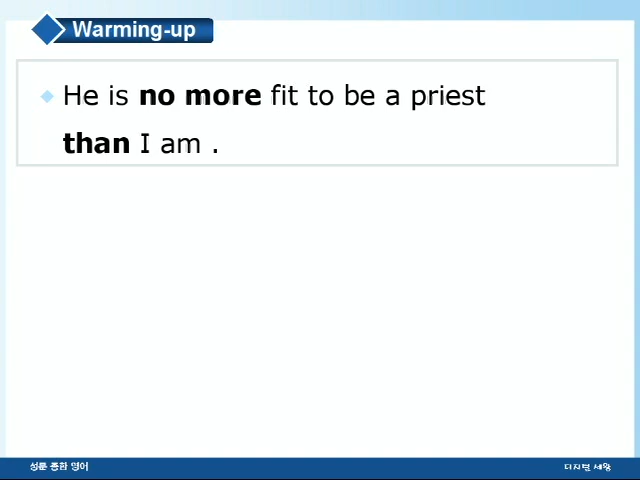 Warming-up
He is no more fit to be a priest
than I am .
성문 종합 영어
디지털 세왕